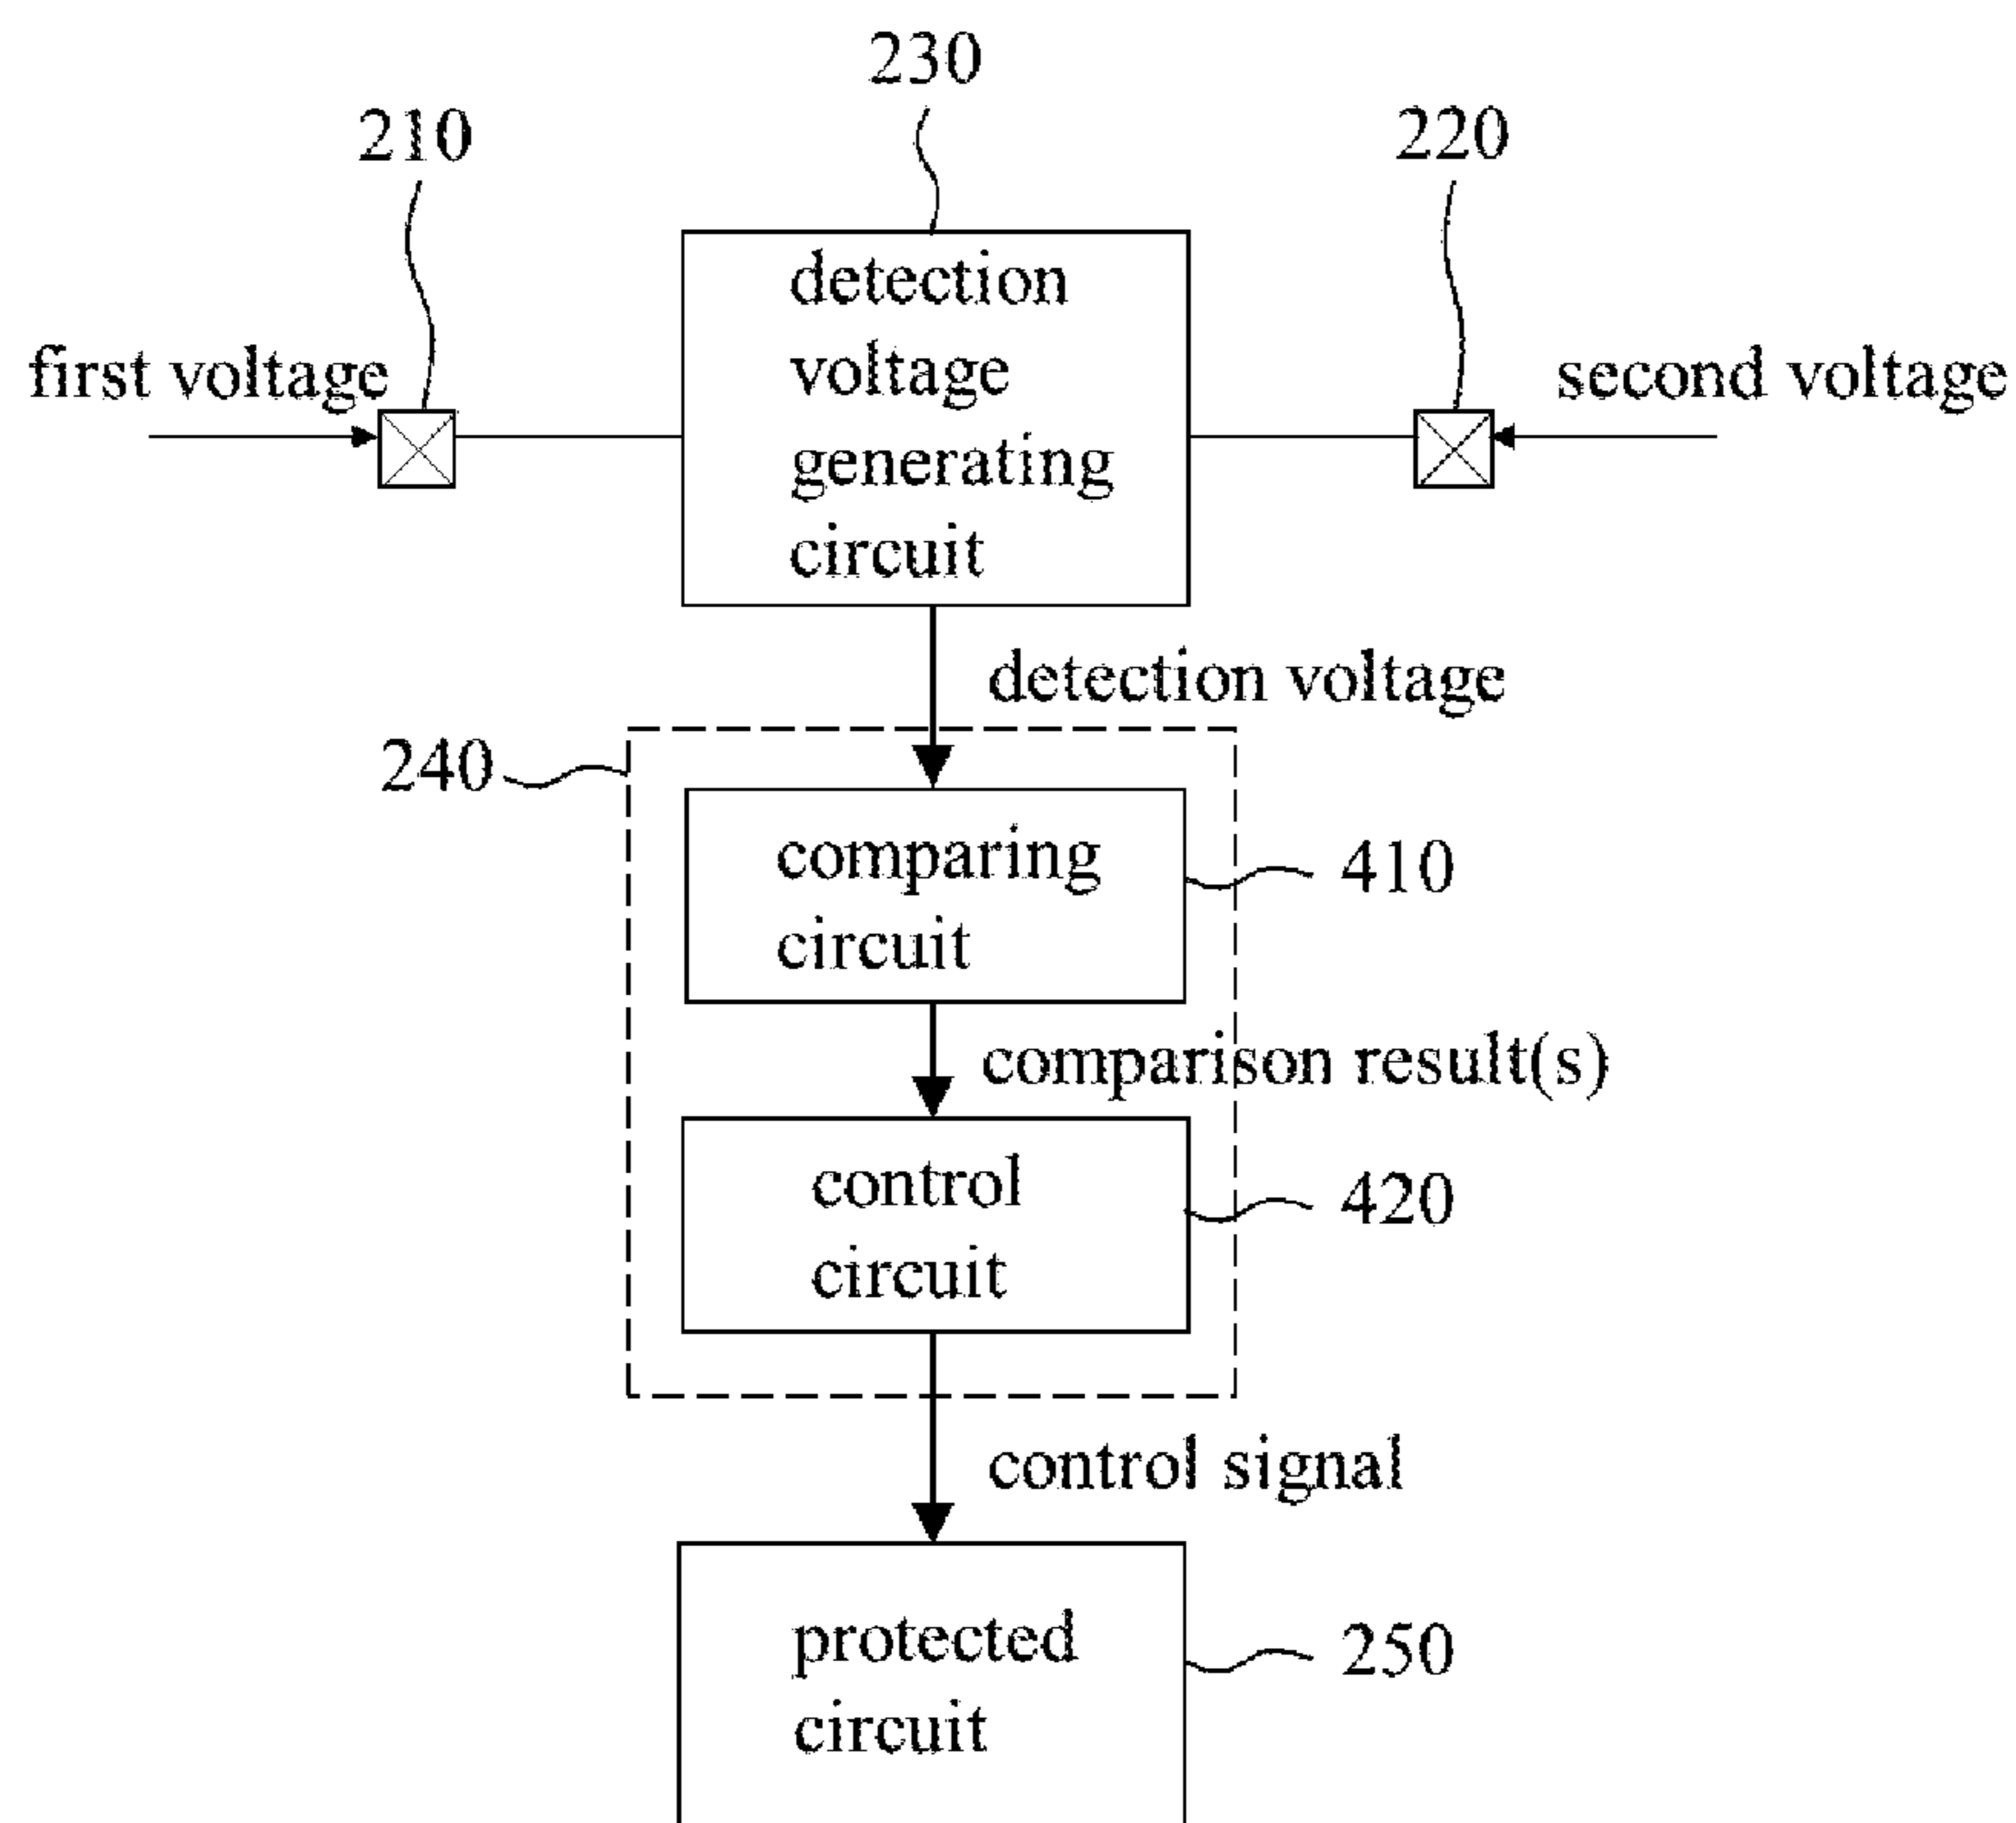 230
210
220
detection
voltage
generating
circuit
first voltage
second voltage
detection voltage
240
comparing
circuit
410
comparison result(s)
control
circuit
420
control signal
protected
circuit
250